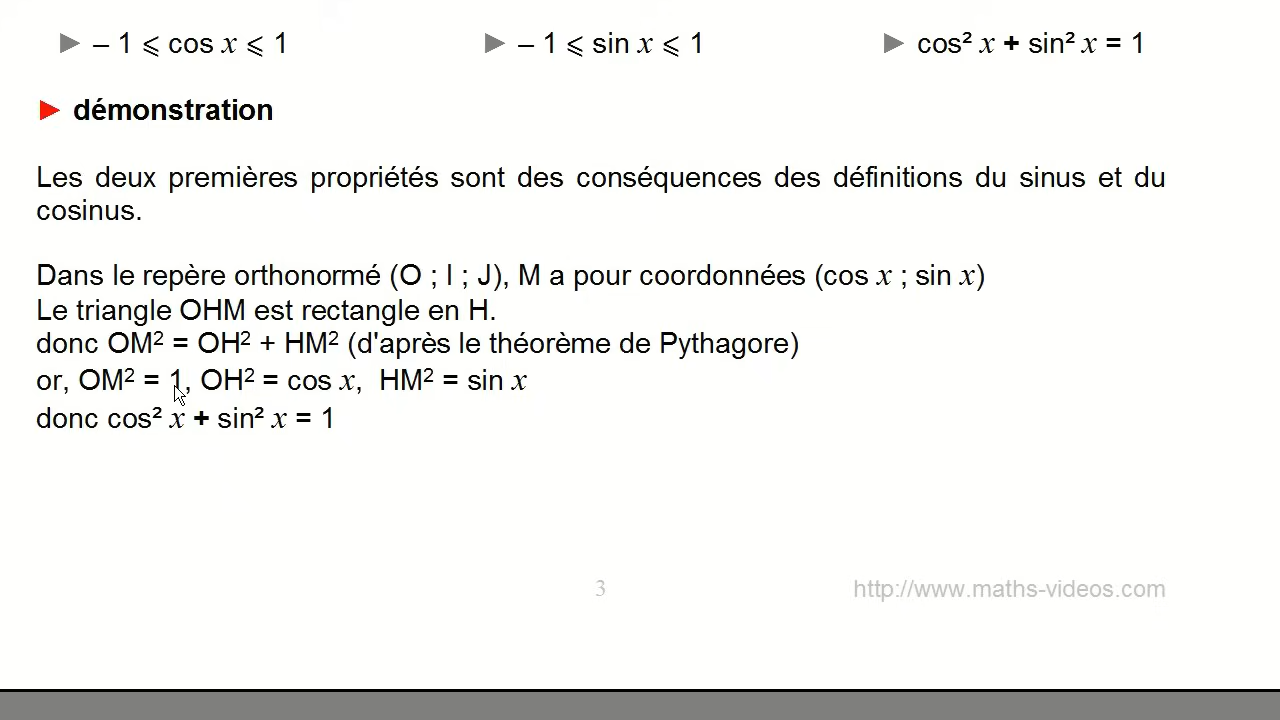 ► – 1 ⩽ cos x ⩽ 1 ► – 1 ⩽ sin x ⩽ 1 ► cos² x + sin² x = 1
► démonstration
Les deux premières propriétés sont des conséquences des définitions du sinus et du
cosinus.
Dans le repère orthonormé (O ; I ; J), M a pour coordonnées (cos x ; sin x)
Le triangle OHM est rectangle en H.
donc OM² = OH² + HM² (d'après le théorème de Pythagore)
or, OM² = 1, OH² = cos x, HM² = sin x
donc cos² x + sin² x = 1
3 http://www.maths-videos.com